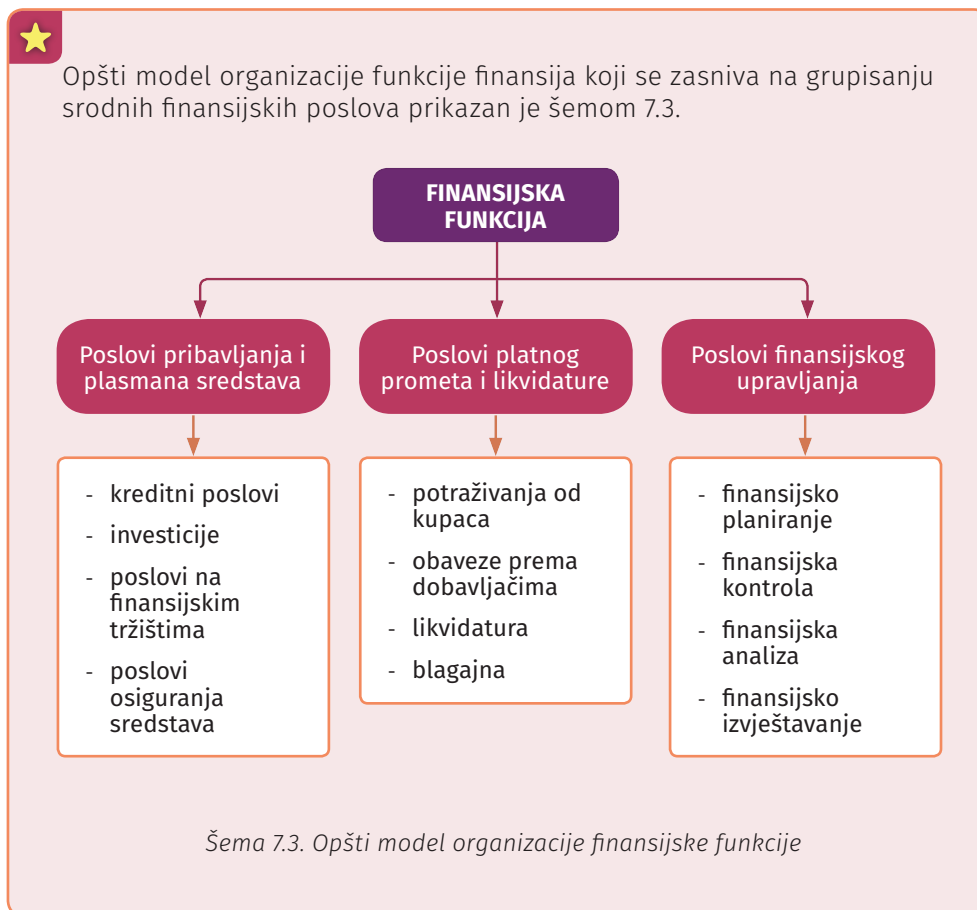 Opšti model organizacije funkcije finansija koji se zasniva na grupisanju
srodnih finansijskih poslova prikazan je šemom 7.3.
FINANSIJSKA
FUNKCIJA
Poslovi pribavljanja i
plasmana sredstava
Poslovi platnog
prometa i likvidature
Poslovi finansijskog
upravljanja
- kreditni poslovi
- investicije
- poslovi na
finansijskim
tržištima
- poslovi
osiguranja
sredstava
- potraživanja od
kupaca
- obaveze prema
dobavljačima
- likvidatura
- blagajna
- finansijsko
planiranje
- finansijska
kontrola
- finansijska
analiza
- finansijsko
izvještavanje
Šema 7.3. Opšti model organizacije finansijske funkcije